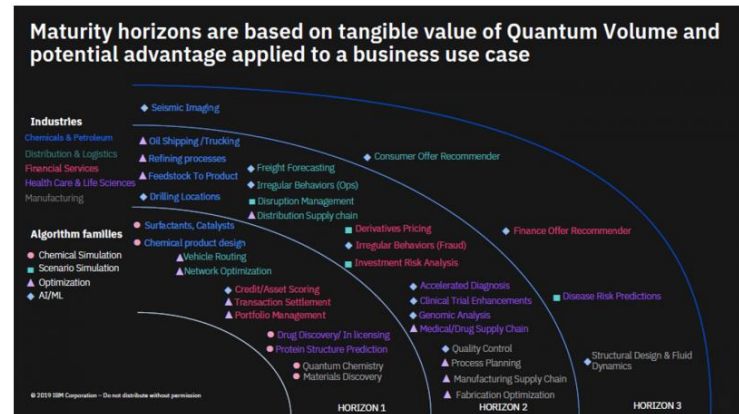 Maturity horizons are based on tangible value of Quantum Volume and
potential advantage applied to a business use case
Industries
Chemicals & Petroleum
Distribution & Logistics
Financial Services
Health Care & Life Sciences
Manufacturing
Algorithm families
Chemical Simulation
Scenario Simulation
Optimization
AI/ML
Seismic Imaging
Oil Shipping /Trucking
Refining processes
Feedstock To Product
Drilling Locations
Surfactants, Catalysts
Chemical product design
Consumer Offer Recommender
Freight Forecasting
Irregular Behaviors (Ops)
Disruption Management
Distribution Supply chain
Vehicle Routing
Network Optimization
Derivatives Pricing
Irregular Behaviors (Fraud)
Investment Risk Analysis
Finance Offer Recommender
Credit/Asset Scoring
Transaction Settlement
Portfolio Management
Accelerated Diagnosis
Clinical Trial Enhancements
Genomic Analysis
Medical/Drug Supply Chain
Disease Risk Predictions
Drug Discovery/ In licensing
Protein Structure Prediction
Quantum Chemistry
Materials Discovery
Quality Control
Process Planning
Manufacturing Supply Chain
Fabrication Optimization
Structural Design & Fluid
Dynamics
© 2019 IBM Corporation – Do not distribute without permission
HORIZON 1
HORIZON 2
HORIZON 3